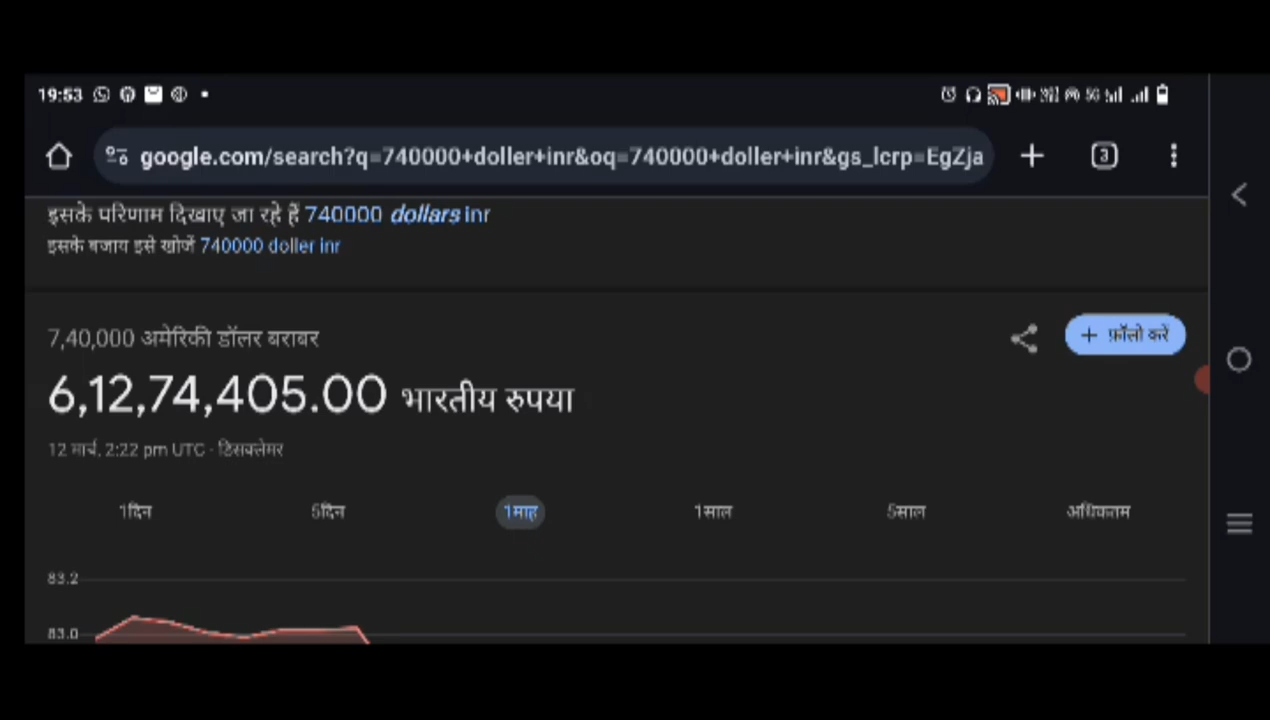 19:53
google.com/search?q=740000+doller+inr&oq=740000+doller+inr&gs_lcrp=EgZja
3
इसके परिणाम दिखाए जा रहे हैं 740000 dollars inr
इसके बजाय इसे खोजें 740000 doller inr
7,40,000 अमेरिकी डॉलर बराबर
+ फ़ॉलो करें
6,12,74,405.00 भारतीय रुपया
12 मार्च, 2:22 pm UTC · डिसक्लेमर
1दिन 5दिन 1माह 1साल 5साल अधिकतम
83.2
83.0